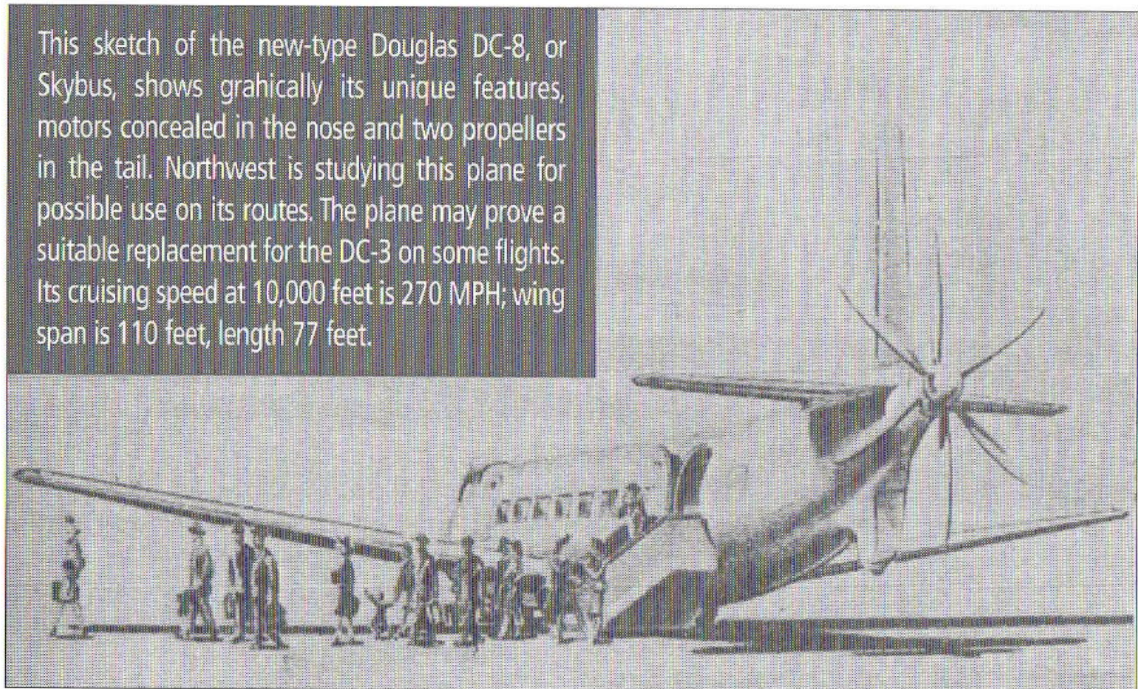 This sketch of the new-type Douglas DC-8, or
Skybus, shows grahically its unique features,
motors concealed in the nose and two propellers
in the tail. Northwest is studying this plane for
possible use on its routes. The plane may prove a
suitable replacement for the DC-3 on some flights.
Its cruising speed at 10,000 feet is 270 MPH; wing
span is 110 feet, length 77 feet.